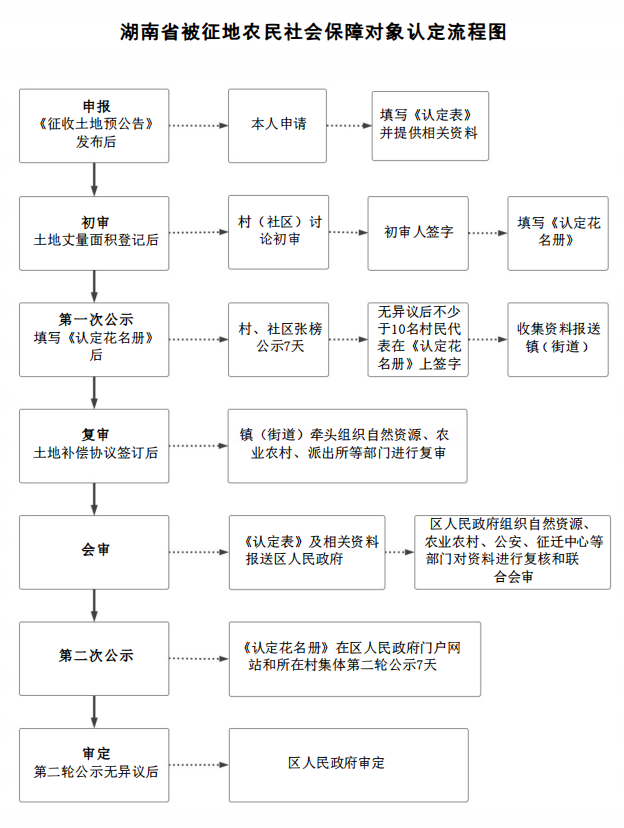 湖南省被征地农民社会保障对象认定流程图
申报
《征收土地预公告》
发布后
本人申请
填写《认定表》
并提供相关资料
初审
土地丈量面积登记后
村（社区）讨
论初审
初审人签字
填写《认定花
名册》
第一次公示
填写《认定花名册》
后
村、社区张榜
公示7天
无异议后不少
于10名村民代
表在《认定花
名册》上签字
收集资料报送
镇（街道）
复审
土地补偿协议签订后
镇（街道）牵头组织自然资源、农
业农村、派出所等部门进行复审
会审
《认定表》及相关资料
报送区人民政府
区人民政府组织自然资源、
农业农村、公安、征迁中心等
部门对资料进行复核和联
合会审
第二次公示
《认定花名册》在区人民政府门户网
站和所在村集体第二轮公示7天
审定
第二轮公示无异议后
区人民政府审定